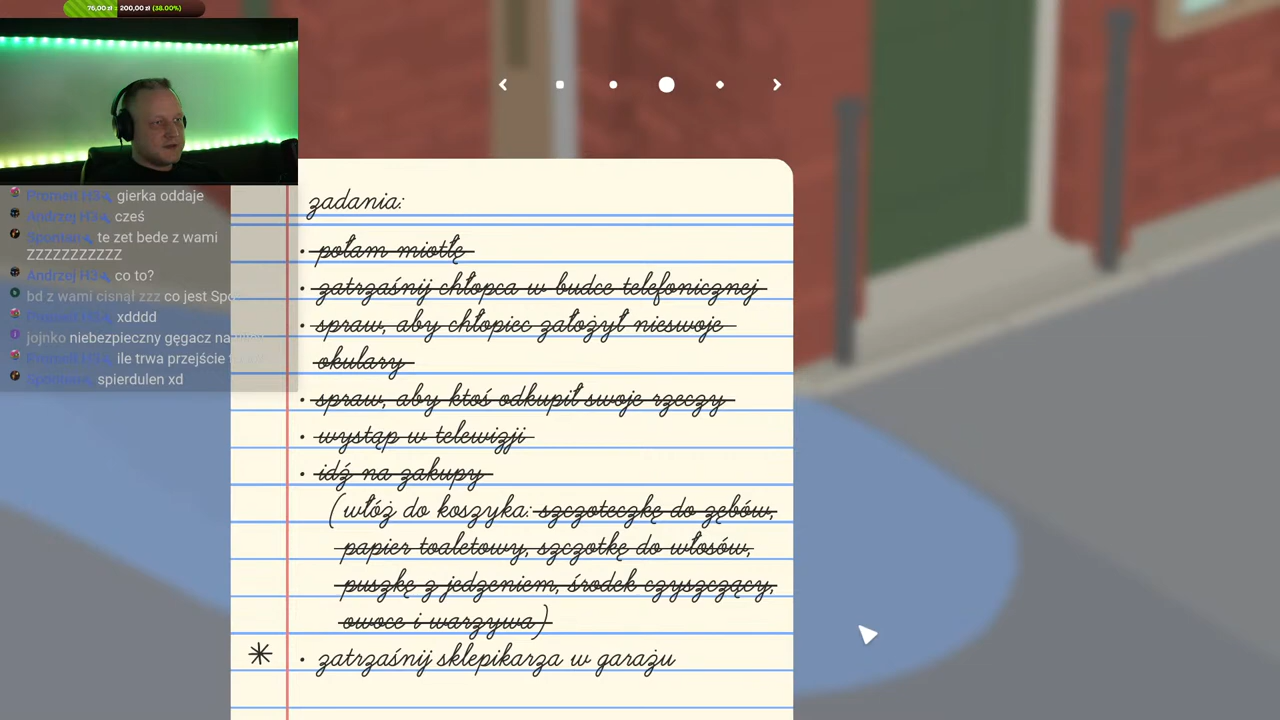 76,00 zł : 200,00 zł (38.00%)
gierka oddaje
Andrzej H3 cześ
te zet bede z wami
ZZZZZZZZZZZ
Andrzej H3 co to?
bd z wami cisnął zzz co jest
xdddd
jojnko niebezpieczny gęgacz na
ile trwa przejście
spierdulen xd
zadania:
• połam miotłę
• zatrzaśnij chłopca w budce telefonicznej
• spraw, aby chłopiec założył nieswoje
okulary
• spraw, aby ktoś odkupił swoje rzeczy
• wystąp w telewizji
• idź na zakupy
(włóż do koszyka: szczoteczkę do zębów,
papier toaletowy, szczotkę do włosów,
puszkę z jedzeniem, środek czyszczący,
owoce i warzywa)
• zatrzaśnij sklepikarza w garażu